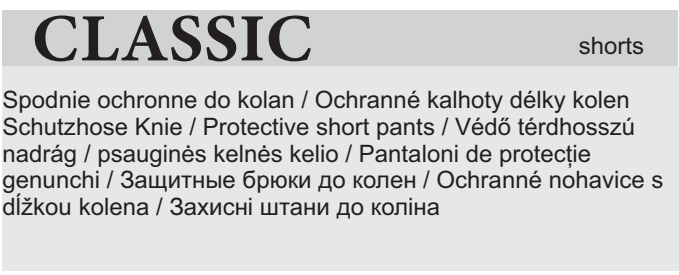 CLASSIC shorts
Spodnie ochronne do kolan / Ochranné kalhoty délky kolen
Schutzhose Knie / Protective short pants / Védő térdhosszú
nadrág / psauginės kelnės kelio / Pantaloni de protecție
genunchi / Защитные брюки до колен / Ochranné nohavice s
dĺžkou kolena / Захисні штани до коліна